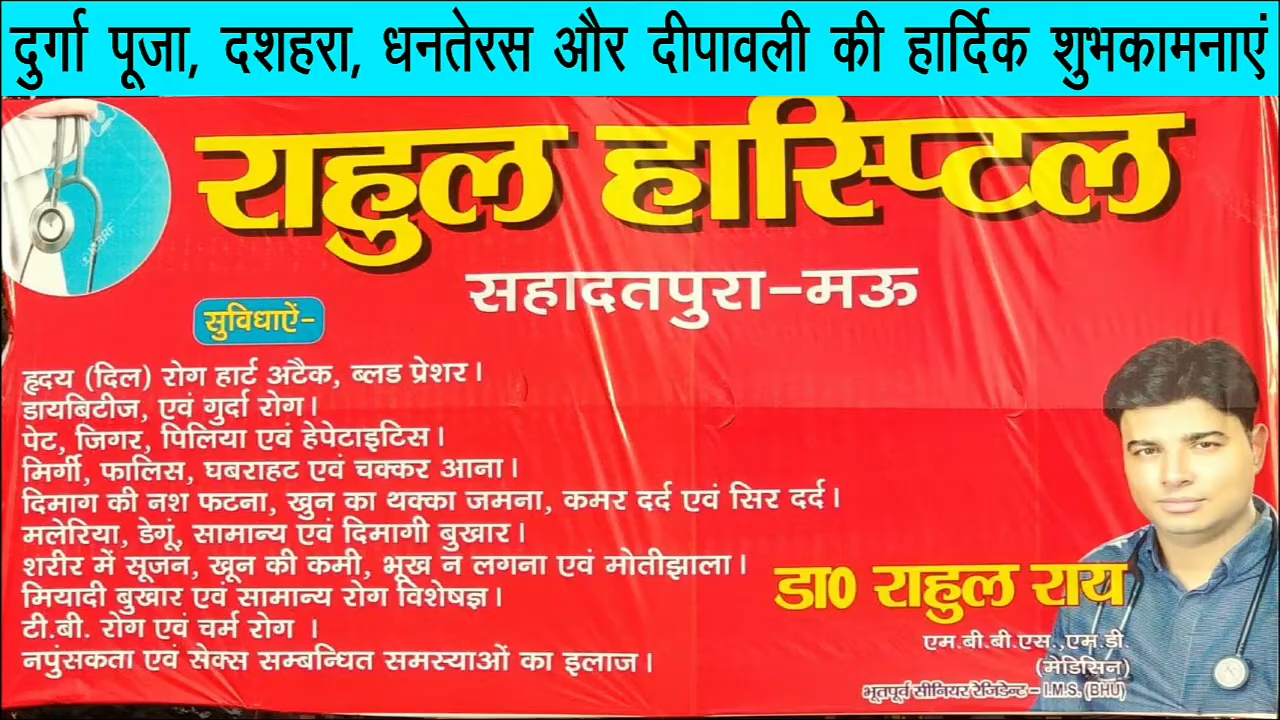 दुर्गा पूजा, दशहरा, धनतेरस और दीपावली की हार्दिक शुभकामनाएं
राहुल हास्पिटल
सहादतपुरा-मऊ
सुविधाऐं-
हृदय (दिल) रोग हार्ट अटैक, ब्लड प्रेशर।
डायबिटीज, एवं गुर्दा रोग।
पेट, जिगर, पिलिया एवं हेपेटाइटिस।
मिर्गी, फालिस, घबराहट एवं चक्कर आना।
दिमाग की नश फटना, खुन का थक्का जमना, कमर दर्द एवं सिर दर्द।
मलेरिया, डेगूं, सामान्य एवं दिमागी बुखार।
शरीर में सूजन, खून की कमी, भूख न लगना एवं मोतीझाला।
मियादी बुखार एवं सामान्य रोग विशेषज्ञ।
टी.बी. रोग एवं चर्म रोग ।
नपुंसकता एवं सेक्स सम्बन्धित समस्याओं का इलाज।
डा0 राहुल राय
एम.बी.बी.एस.,एम.डी.
(मेडिसिन)
भूतपूर्व सीनियर रेजिडेन्ट - I.M.S. (BHU)